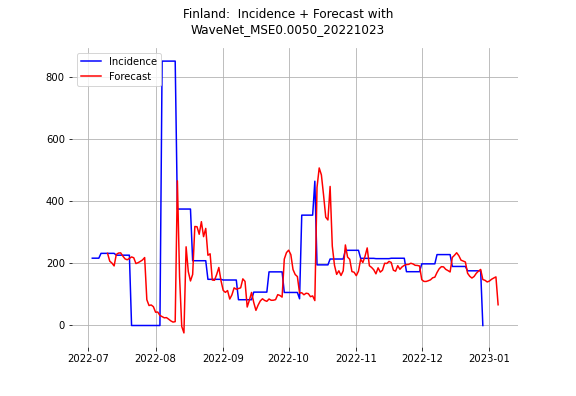 Finland:  Incidence + Forecast with
WaveNet_MSE0.0050_20221023
Incidence
Forecast
800
600
400
200
0
2022-07 2022-08 2022-09 2022-10 2022-11 2022-12 2023-01